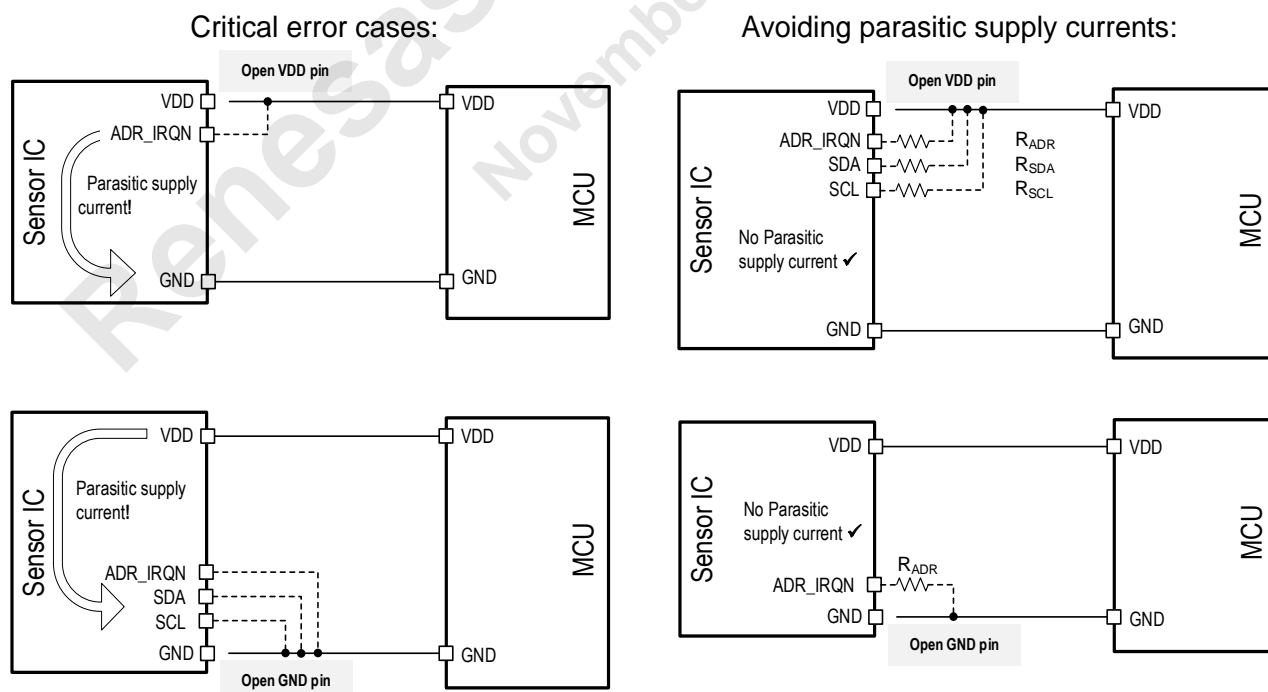 Critical error cases:
Open VDD pin
VDD
ADR_IRQN
Parasitic supply
current!
GND
Sensor IC
VDD
GND
MCU
Avoiding parasitic supply currents:
Open VDD pin
VDD
ADR_IRQN
SDA
SCL
RADR
RSDA
RSCL
No Parasitic
supply current ✓
GND
Sensor IC
VDD
GND
MCU
VDD
Parasitic supply
current!
ADR_IRQN
SDA
SCL
GND
Open GND pin
Sensor IC
VDD
GND
MCU
VDD
No Parasitic
supply current ✓
RADR
ADR_IRQN
GND
Open GND pin
Sensor IC
VDD
GND
MCU
Renesas